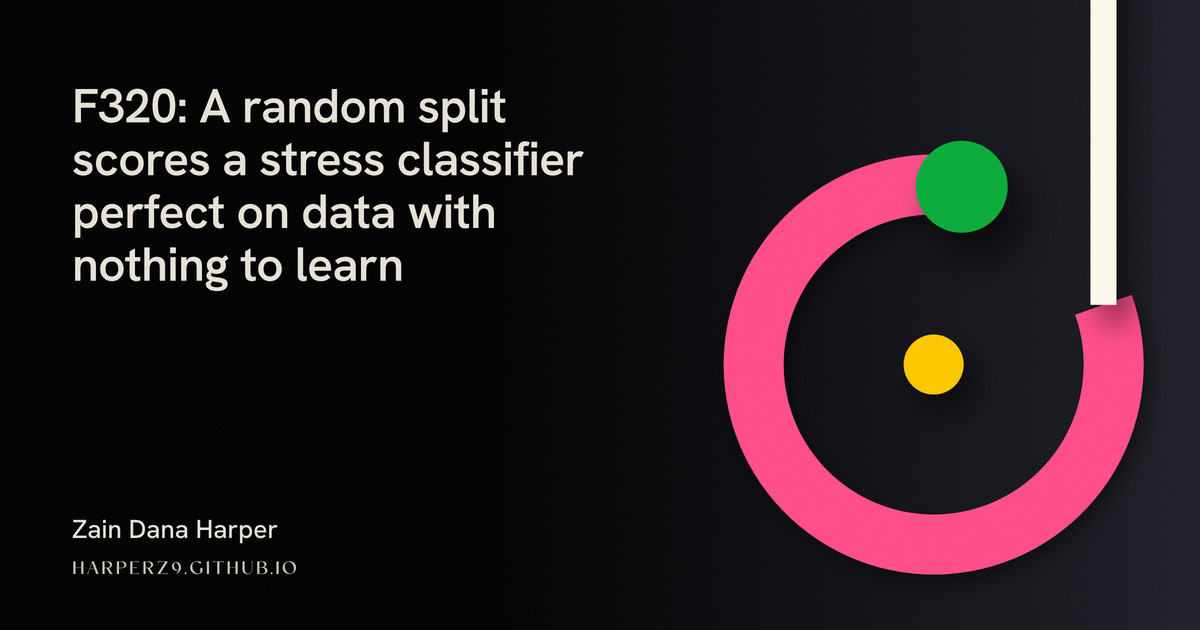 F320: A random split
scores a stress classifier
perfect on data with
nothing to learn
Zain Dana Harper
HARPERZ9.GITHUB.IO